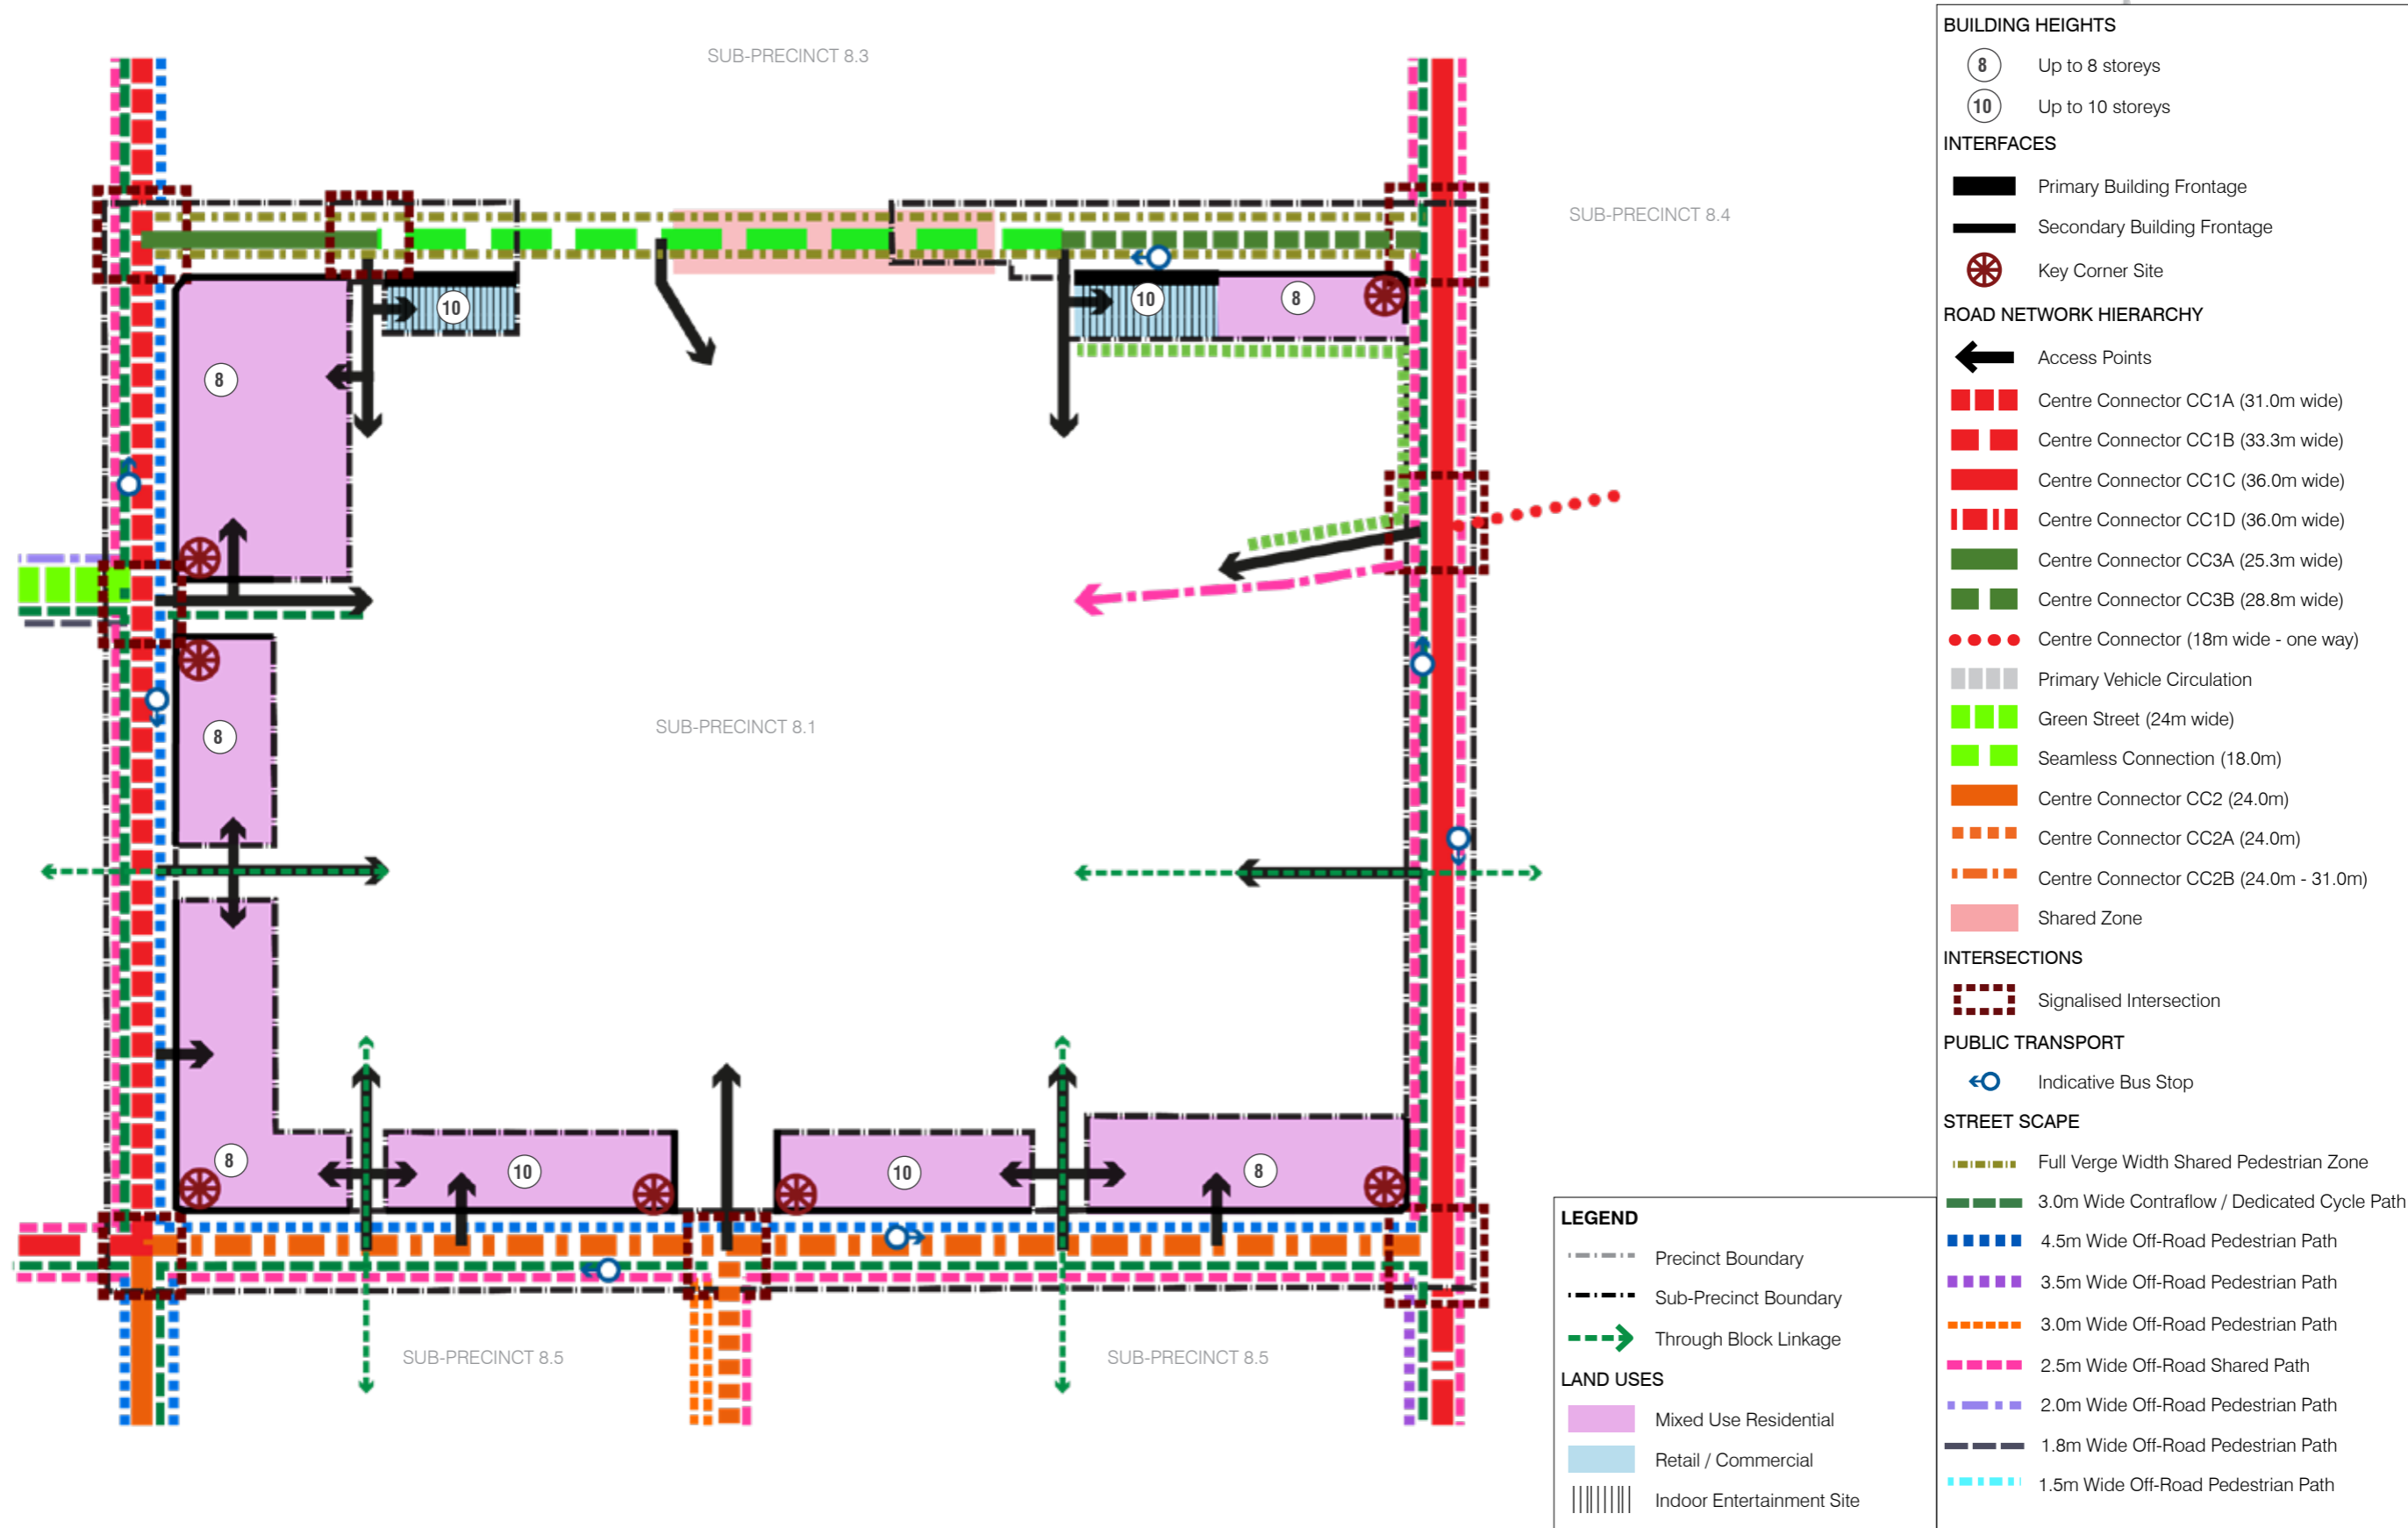 SUB-PRECINCT 8.3
SUB-PRECINCT 8.4
10
10
8
8
SUB-PRECINCT 8.1
8
8
10
10
8
SUB-PRECINCT 8.5
SUB-PRECINCT 8.5
LEGEND
Precinct Boundary
Sub-Precinct Boundary
Through Block Linkage
LAND USES
Mixed Use Residential
Retail / Commercial
Indoor Entertainment Site
BUILDING HEIGHTS
8 Up to 8 storeys
10 Up to 10 storeys
INTERFACES
Primary Building Frontage
Secondary Building Frontage
Key Corner Site
ROAD NETWORK HIERARCHY
Access Points
Centre Connector CC1A (31.0m wide)
Centre Connector CC1B (33.3m wide)
Centre Connector CC1C (36.0m wide)
Centre Connector CC1D (36.0m wide)
Centre Connector CC3A (25.3m wide)
Centre Connector CC3B (28.8m wide)
Centre Connector (18m wide - one way)
Primary Vehicle Circulation
Green Street (24m wide)
Seamless Connection (18.0m)
Centre Connector CC2 (24.0m)
Centre Connector CC2A (24.0m)
Centre Connector CC2B (24.0m - 31.0m)
Shared Zone
INTERSECTIONS
Signalised Intersection
PUBLIC TRANSPORT
Indicative Bus Stop
STREET SCAPE
Full Verge Width Shared Pedestrian Zone
3.0m Wide Contraflow / Dedicated Cycle Path
4.5m Wide Off-Road Pedestrian Path
3.5m Wide Off-Road Pedestrian Path
3.0m Wide Off-Road Pedestrian Path
2.5m Wide Off-Road Shared Path
2.0m Wide Off-Road Pedestrian Path
1.8m Wide Off-Road Pedestrian Path
1.5m Wide Off-Road Pedestrian Path